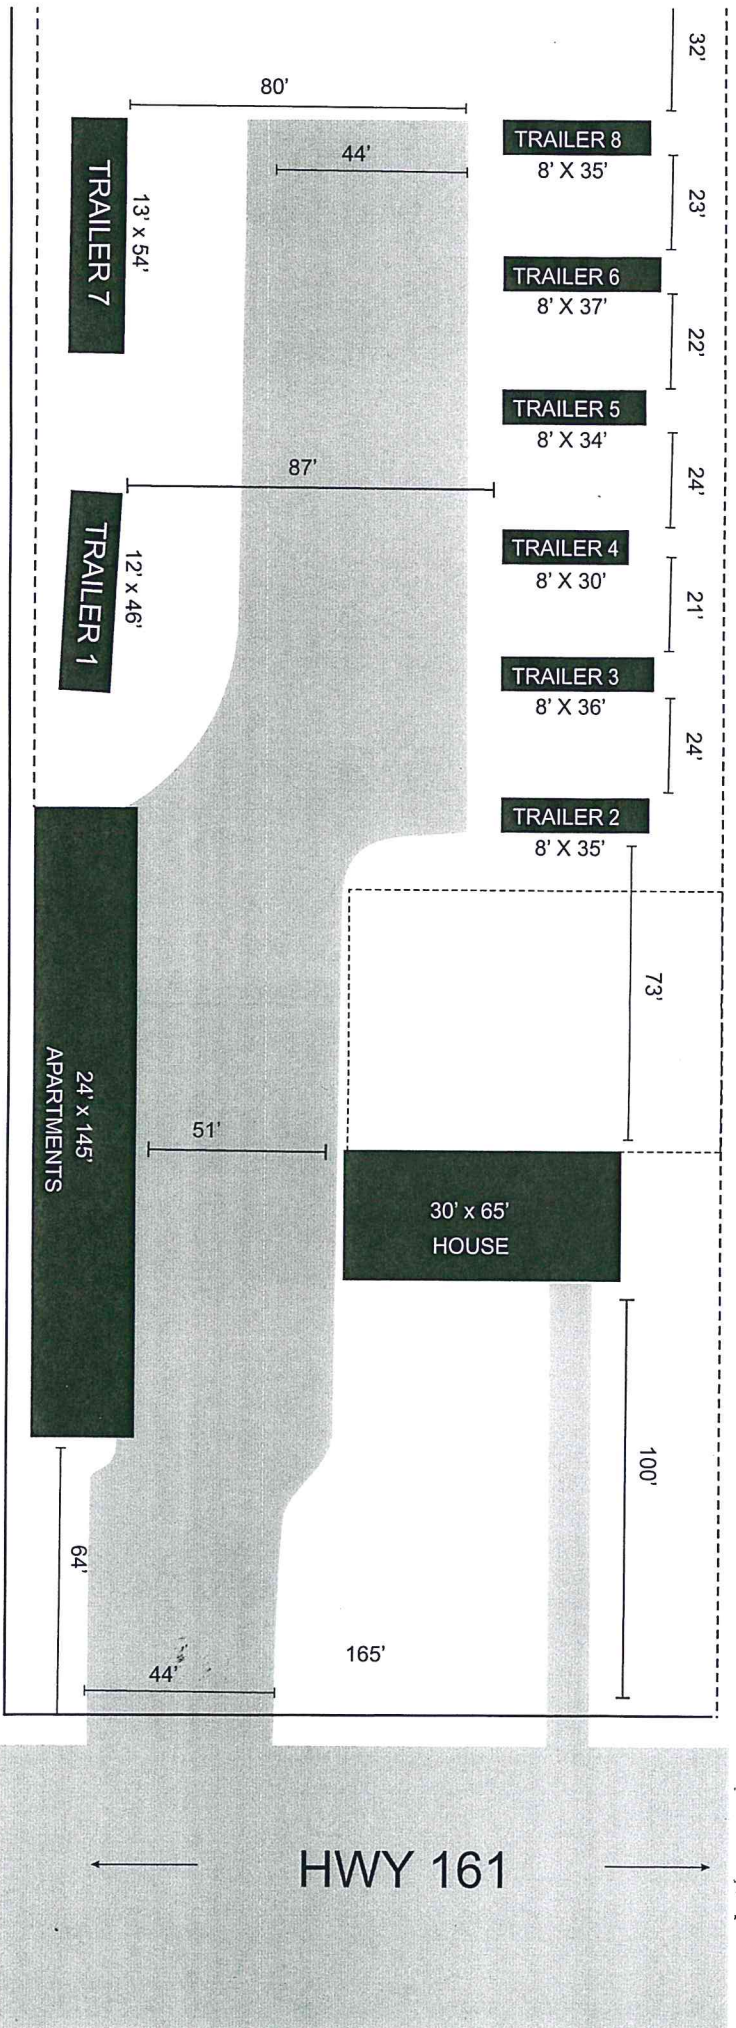 32'
80'
TRAILER 8
8' X 35'
44'
23'
TRAILER 7
13' x 54'
TRAILER 6
8' X 37'
22'
TRAILER 5
8' X 34'
87'
24'
TRAILER 1
12' x 46'
TRAILER 4
8' X 30'
21'
TRAILER 3
8' X 36'
24'
TRAILER 2
8' X 35'
73'
24' x 145'
APARTMENTS
51'
30' x 65'
HOUSE
100'
64'
165'
44'
HWY 161